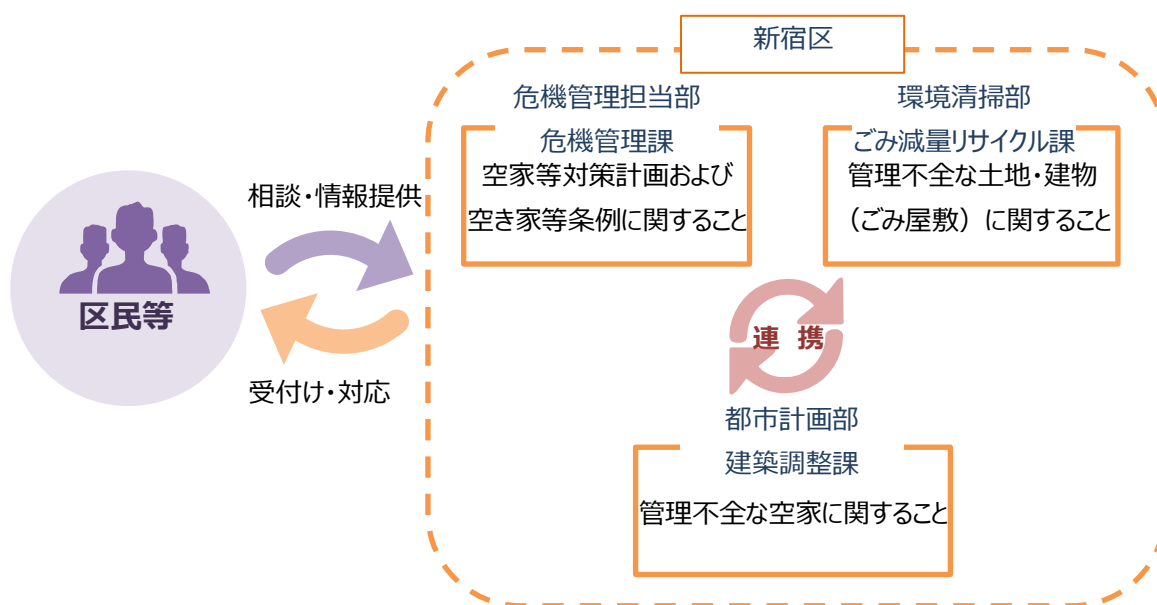 新宿区
危機管理担当部
危機管理課
空家等対策計画および
空き家等条例に関すること
環境清掃部
ごみ減量リサイクル課
管理不全な土地・建物
（ごみ屋敷）に関すること
相談・情報提供
区民等
受付け・対応
連 携
都市計画部
建築調整課
管理不全な空家に関すること